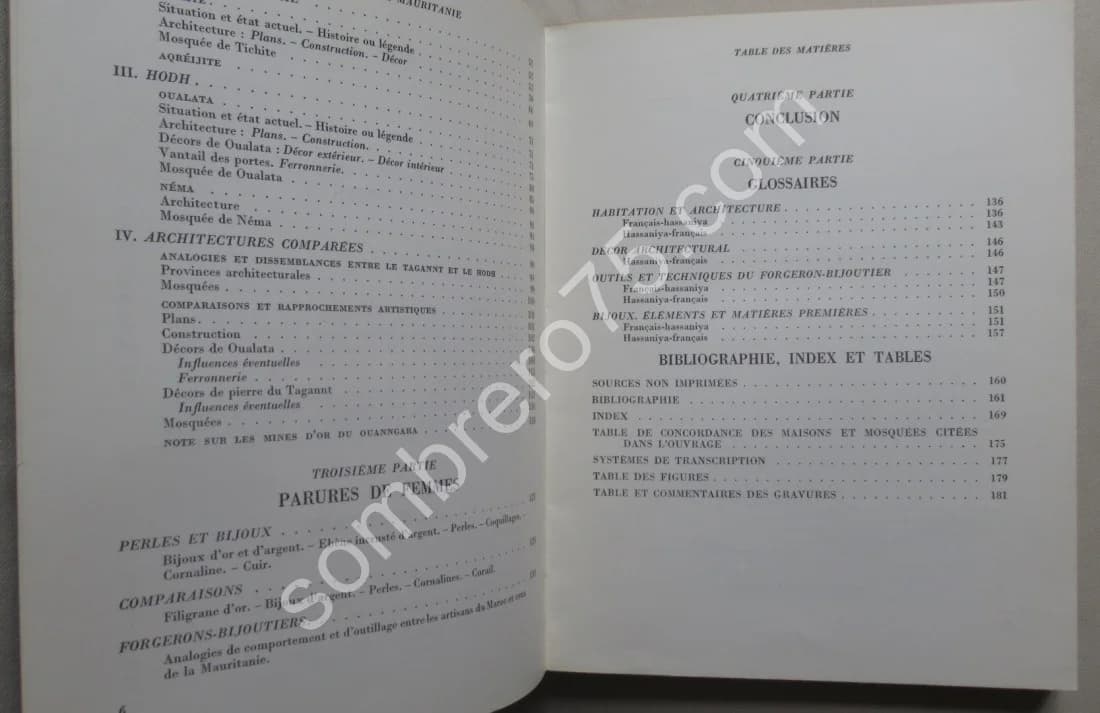 MAURITANIE
Situation et état actuel. – Histoire ou légende
Architecture : Plans. – Construction. – Décor
Mosquée de Tichite
AQRÉIJITE
III. HODH
OUALATA
Situation et état actuel. – Histoire ou légende
Architecture : Plans. – Construction.
Décors de Oualata : Décor extérieur. – Décor intérieur
Vantail des portes. Ferronnerie.
Mosquée de Oualata
NÉMA
Architecture
Mosquée de Néma
IV. ARCHITECTURES COMPARÉES
ANALOGIES ET DISSEMBLANCES ENTRE LE TAGANNT ET LE HODH
Provinces architecturales
Mosquées
COMPARAISONS ET RAPPROCHEMENTS ARTISTIQUES
Plans
Construction
Décors de Oualata
Influences éventuelles
Ferronnerie
Décors de pierre du Tagannt
Influences éventuelles
Mosquées
NOTE SUR LES MINES D'OR DU OUANNGARA
TROISIÈME PARTIE
PARURES DE FEMMES
PERLES ET BIJOUX
Bijoux d'or et d'argent. – Ebène incrusté d'argent. – Perles. – Coquillage. –
Cornaline. – Cuir.
COMPARAISONS
Filigrane d'or. – Bijoux d'argent. – Perles. – Cornalines. – Corail.
FORGERONS-BIJOUTIERS
Analogies de comportement et d'outillage entre les artisans du Maroc et ceux
de la Mauritanie.
6
TABLE DES MATIÈRES
QUATRIÈME PARTIE
CONCLUSION
CINQUIÈME PARTIE
GLOSSAIRES
HABITATION ET ARCHITECTURE 136
Français-hassaniya 136
Hassaniya-français 143
DÉCOR ARCHITECTURAL 146
Hassaniya-français 146
OUTILS ET TECHNIQUES DU FORGERON-BIJOUTIER 147
Français-hassaniya 147
Hassaniya-français 150
BIJOUX, ÉLÉMENTS ET MATIÈRES PREMIÈRES 151
Français-hassaniya 151
Hassaniya-français 157
BIBLIOGRAPHIE, INDEX ET TABLES
SOURCES NON IMPRIMÉES 160
BIBLIOGRAPHIE 161
INDEX 169
TABLE DE CONCORDANCE DES MAISONS ET MOSQUÉES CITÉES
DANS L'OUVRAGE 175
SYSTÈMES DE TRANSCRIPTION 177
TABLE DES FIGURES 179
TABLE ET COMMENTAIRES DES GRAVURES 181
sombrero75.com